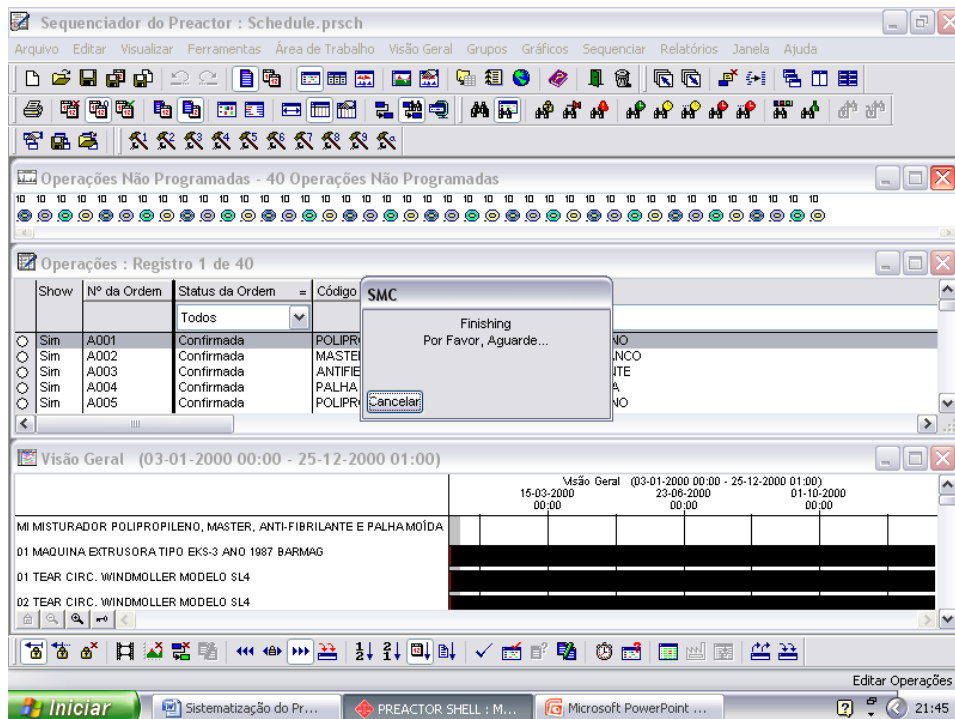 Sequenciador do Preactor : Schedule.prsch
Arquivo Editar Visualizar Ferramentas Área de Trabalho Visão Geral Grupos Gráficos Sequenciar Relatórios Janela Ajuda
Operações Não Programadas - 40 Operações Não Programadas
10 10 10 10 10 10 10 10 10 10 10 10 10 10 10 10 10 10 10 10 10 10 10 10 10 10 10 10 10 10 10 10 10 10 10 10 10 10 10 10
Operações : Registro 1 de 40
Show Nº da Ordem Status da Ordem = Código
Todos
Sim A001 Confirmada POLIPR NO
Sim A002 Confirmada MASTE NCO
Sim A003 Confirmada ANTIFIE NTE
Sim A004 Confirmada PALHA A
Sim A005 Confirmada POLIPR NO
SMC
Finishing
Por Favor, Aguarde...
Cancelar
Visão Geral (03-01-2000 00:00 - 25-12-2000 01:00)
Visão Geral (03-01-2000 00:00 - 25-12-2000 01:00)
15-03-2000 23-06-2000 01-10-2000
00:00 00:00 00:00
MI MISTURADOR POLIPROPILENO, MASTER, ANTI-FIBRILANTE E PALHA MOÍDA
01 MAQUINA EXTRUSORA TIPO EKS-3 ANO 1987 BARMAG
01 TEAR CIRC. WINDMOLLER MODELO SL4
02 TEAR CIRC. WINDMOLLER MODELO SL4
Editar Operações
Iniciar Sistematização do Pr... PREACTOR SHELL : M... Microsoft PowerPoint ... 21:45